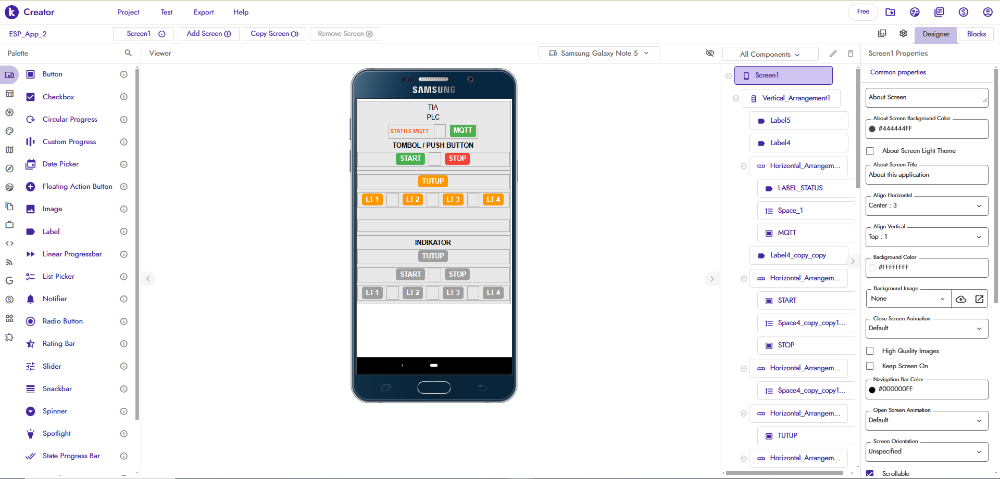 Creator
Project
Test
Export
Help
Free
ESP_App_2
Screen1
Add Screen
Copy Screen
Remove Screen
Designer
Blocks
Palette
Button
Checkbox
Circular Progress
Custom Progress
Date Picker
Floating Action Button
Image
Label
Linear Progressbar
List Picker
Notifier
Radio Button
Rating Bar
Slider
Snackbar
Spinner
Spotlight
State Progress Bar
Viewer
Samsung Galaxy Note 5
SAMSUNG
TIA
PLC
STATUS MQTT
MQTT
TOMBOL / PUSH BUTTON
START
STOP
TUTUP
LT 1
LT 2
LT 3
LT 4
INDIKATOR
TUTUP
START
STOP
LT 1
LT 2
LT 3
LT 4
All Components
Screen1
Vertical_Arrangement1
Label5
Label4
Horizontal_Arrangem...
LABEL_STATUS
Space_1
MQTT
Label4_copy_copy
Horizontal_Arrangem...
START
Space4_copy_copy1...
STOP
Horizontal_Arrangem...
Space4_copy_copy1...
Horizontal_Arrangem...
TUTUP
Horizontal_Arrangem...
Screen1 Properties
Common properties
About Screen
About Screen Background Color
#444444FF
About Screen Light Theme
About Screen Title
About this application
Align Horizontal
Center : 3
Align Vertical
Top : 1
Background Color
#FFFFFFFF
Background Image
None
Close Screen Animation
Default
High Quality Images
Keep Screen On
Navigation Bar Color
#000000FF
Open Screen Animation
Default
Screen Orientation
Unspecified
Scrollable